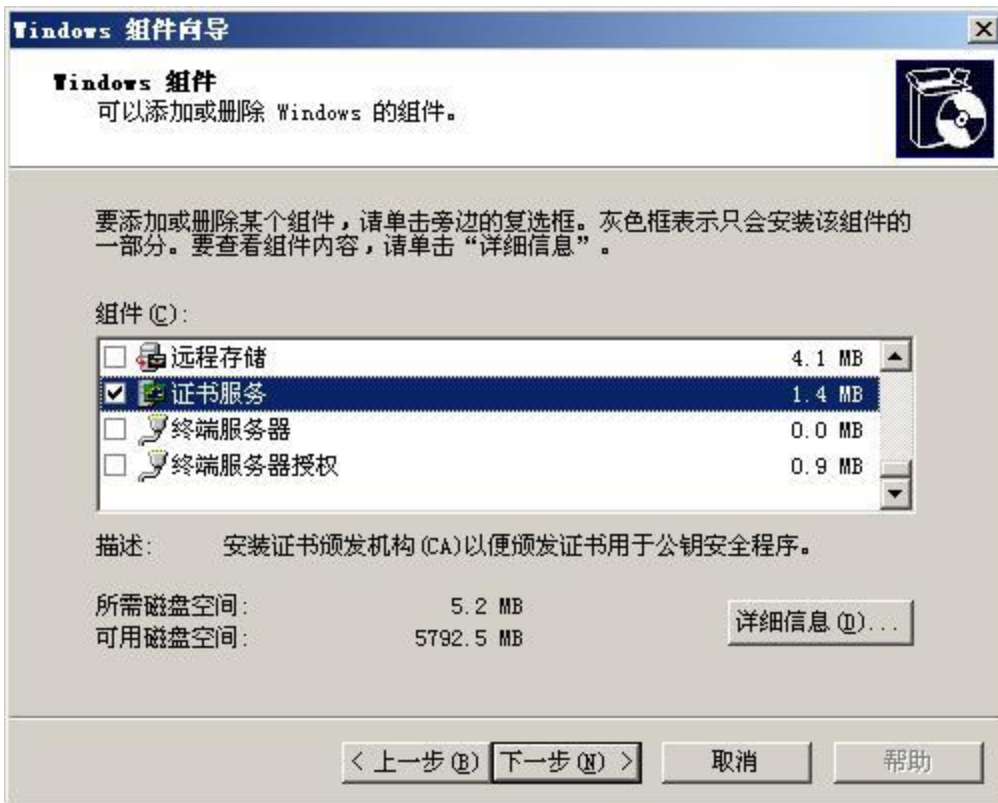 Windows 组件向导
Windows 组件
可以添加或删除 Windows 的组件。
要添加或删除某个组件，请单击旁边的复选框。灰色框表示只会安装该组件的
一部分。要查看组件内容，请单击“详细信息”。
组件(C):
远程存储 4.1 MB
证书服务 1.4 MB
终端服务器 0.0 MB
终端服务器授权 0.9 MB
描述: 安装证书颁发机构(CA)以便颁发证书用于公钥安全程序。
所需磁盘空间: 5.2 MB
可用磁盘空间: 5792.5 MB
详细信息(D)...
< 上一步(B) 下一步(N) > 取消 帮助